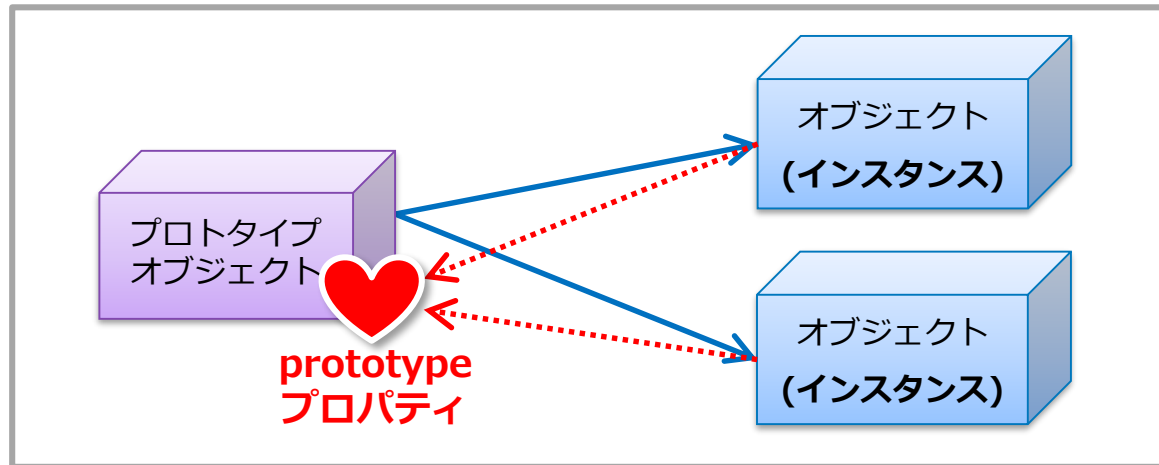 オブジェクト
(インスタンス)
プロトタイプ
オブジェクト
prototype
プロパティ
オブジェクト
(インスタンス)